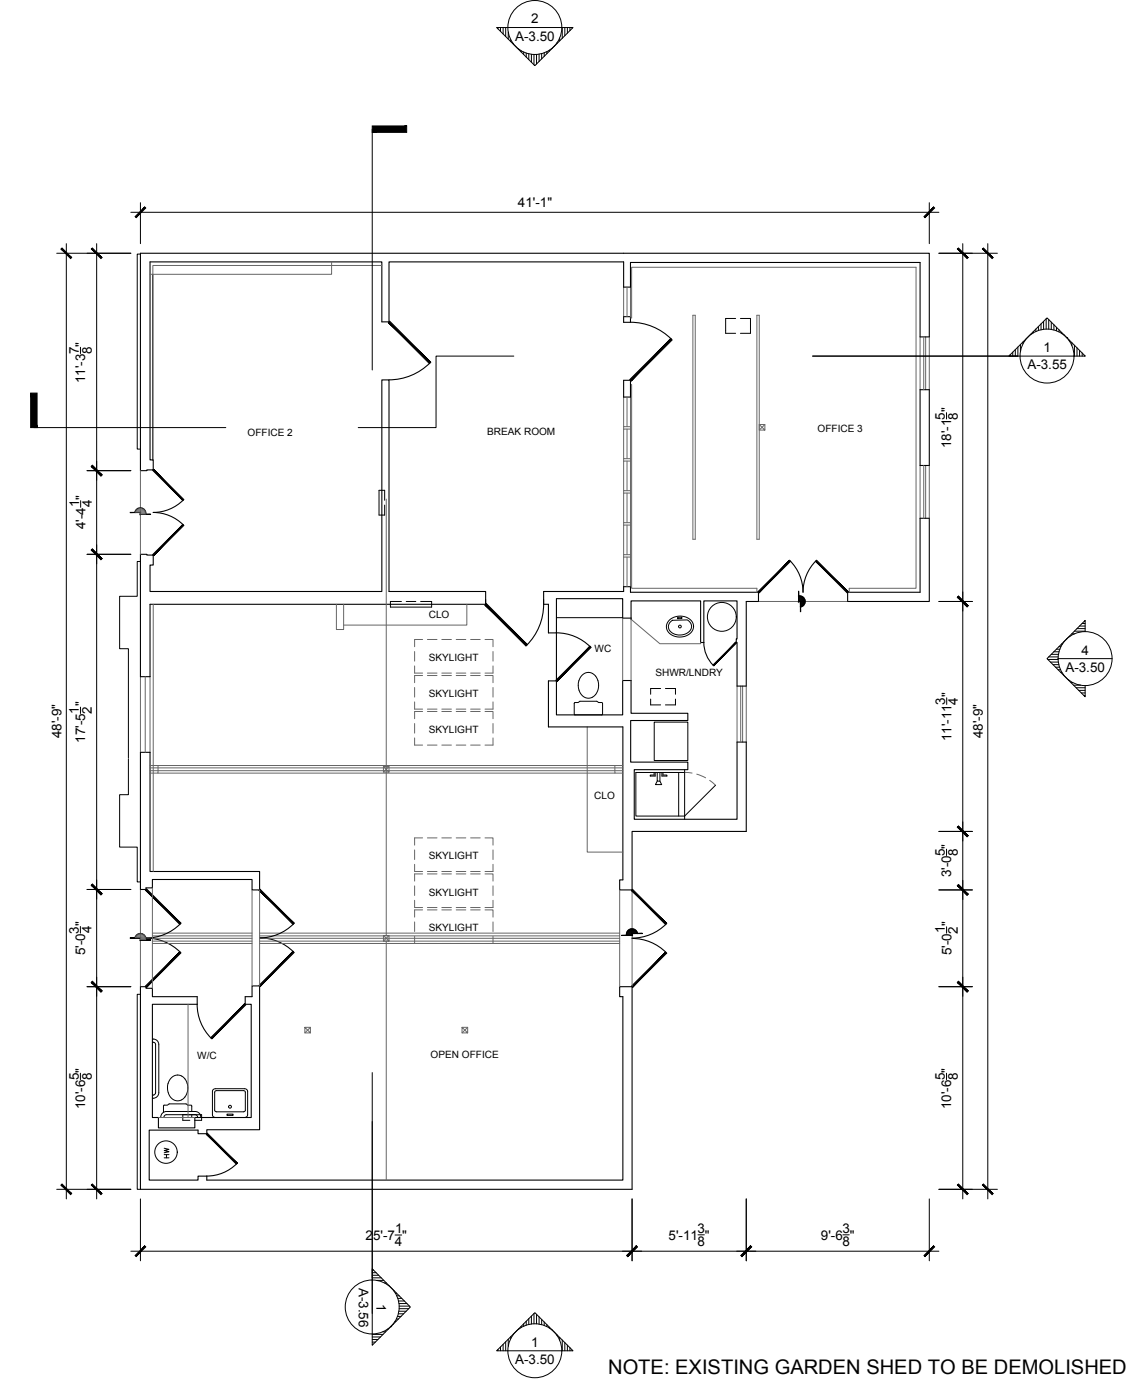 2
A-3.50
41'-1"
11'-3 7/8"
4'-4 1/4"
17'-5 1/2"
48'-9"
5'-0 3/4"
10'-6 5/8"
OFFICE 2
BREAK ROOM
OFFICE 3
1
A-3.55
18'-1 5/8"
CLO
WC
SHWR/LNDRY
SKYLIGHT
SKYLIGHT
SKYLIGHT
4
A-3.50
11'-11 3/4"
48'-9"
CLO
SKYLIGHT
SKYLIGHT
SKYLIGHT
3'-0 5/8"
5'-0 1/2"
10'-6 5/8"
W/C
OPEN OFFICE
HW
25'-7 1/4"
5'-11 3/8"
9'-6 3/8"
1
A-3.56
1
A-3.50
NOTE: EXISTING GARDEN SHED TO BE DEMOLISHED